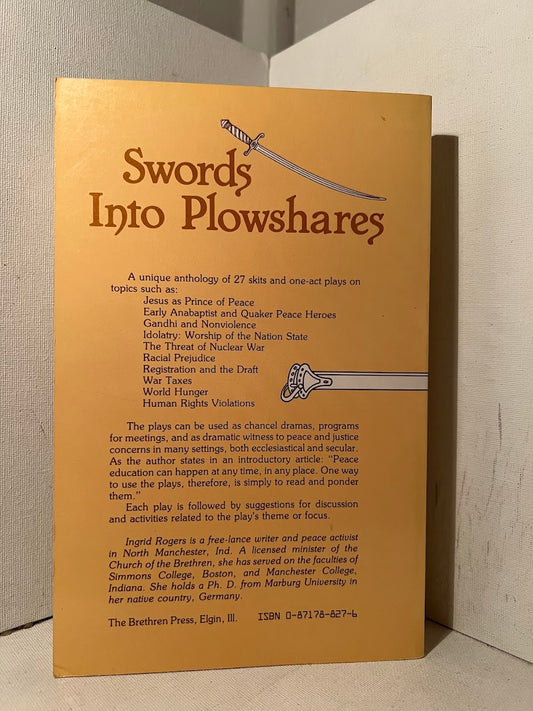 Swords
Into Plowshares
A unique anthology of 27 skits and one-act plays on
topics such as:
Jesus as Prince of Peace
Early Anabaptist and Quaker Peace Heroes
Gandhi and Nonviolence
Idolatry: Worship of the Nation State
The Threat of Nuclear War
Racial Prejudice
Registration and the Draft
War Taxes
World Hunger
Human Rights Violations
The plays can be used as chancel dramas, programs
for meetings, and as dramatic witness to peace and justice
concerns in many settings, both ecclesiastical and secular.
As the author states in an introductory article: “Peace
education can happen at any time, in any place. One way
to use the plays, therefore, is simply to read and ponder
them.”
Each play is followed by suggestions for discussion
and activities related to the play's theme or focus.
Ingrid Rogers is a free-lance writer and peace activist
in North Manchester, Ind. A licensed minister of the
Church of the Brethren, she has served on the faculties of
Simmons College, Boston, and Manchester College,
Indiana. She holds a Ph. D. from Marburg University in
her native country, Germany.
The Brethren Press, Elgin, Ill. ISBN 0-87178-827-6